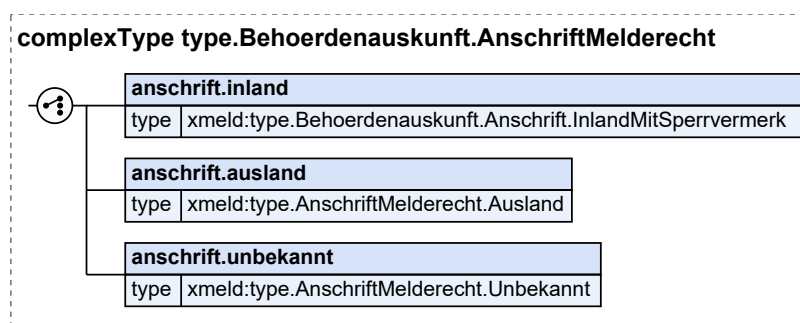 complexType type.Behoerdenauskunft.AnschriftMelderecht
anschrift.inland
type xmeld:type.Behoerdenauskunft.Anschrift.InlandMitSperrvermerk
anschrift.ausland
type xmeld:type.AnschriftMelderecht.Ausland
anschrift.unbekannt
type xmeld:type.AnschriftMelderecht.Unbekannt